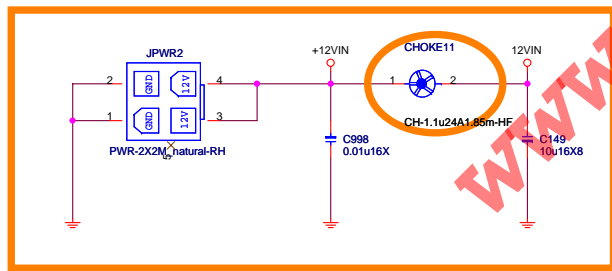 JPWR2
+12VIN
CHOKE11
12VIN
2
GND
12V
4
1
2
1
GND
12V
3
CH-1.1u24A1.85m-HF
C998
0.01u16X
C149
10u16X8
PWR-2X2M_natural-RH
5
WWW